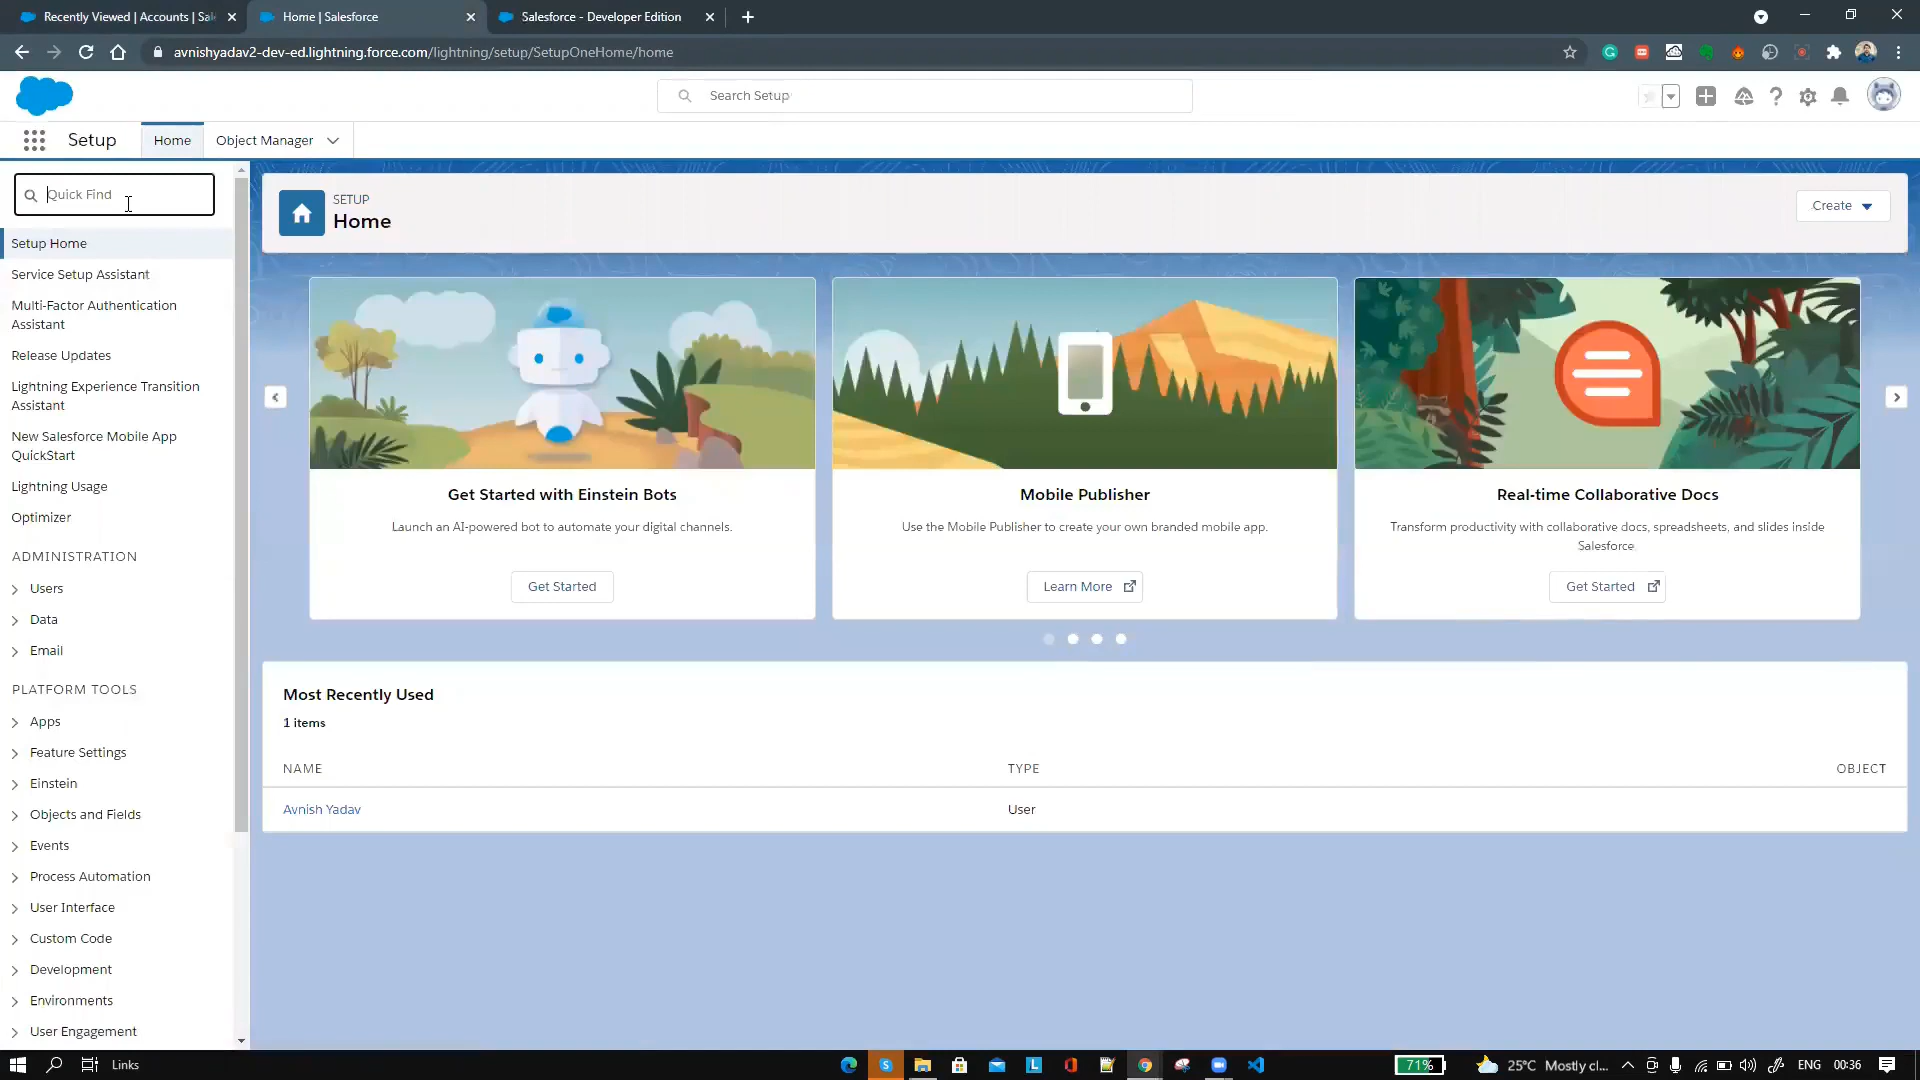 Recently Viewed | Accounts | Sal
Home | Salesforce
Salesforce - Developer Edition
avnishyadav2-dev-ed.lightning.force.com/lightning/setup/SetupOneHome/home
Search Setup
Setup
Home
Object Manager
Quick Find
Setup Home
Service Setup Assistant
Multi-Factor Authentication
Assistant
Release Updates
Lightning Experience Transition
Assistant
New Salesforce Mobile App
QuickStart
Lightning Usage
Optimizer
ADMINISTRATION
Users
Data
Email
PLATFORM TOOLS
Apps
Feature Settings
Einstein
Objects and Fields
Events
Process Automation
User Interface
Custom Code
Development
Environments
User Engagement
SETUP
Home
Create
Get Started with Einstein Bots
Launch an AI-powered bot to automate your digital channels.
Get Started
Mobile Publisher
Use the Mobile Publisher to create your own branded mobile app.
Learn More
Real-time Collaborative Docs
Transform productivity with collaborative docs, spreadsheets, and slides inside
Salesforce
Get Started
Most Recently Used
1 items
NAME TYPE OBJECT
Avnish Yadav User
Links
71%
25°C Mostly cl...
ENG
00:36